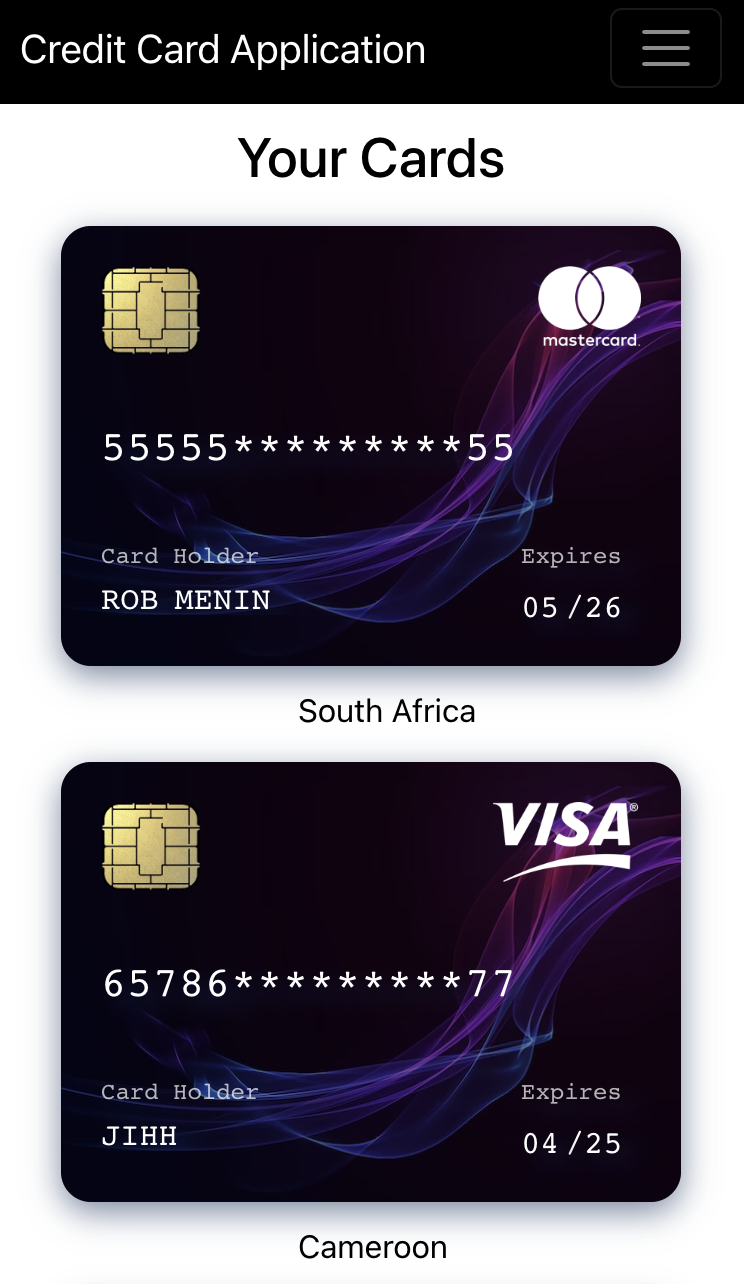 Credit Card Application
Your Cards
mastercard.
55555*********55
Card Holder
Expires
ROB MENIN
05 /26
South Africa
VISA®
65786*********77
Card Holder
Expires
JIHH
04 /25
Cameroon